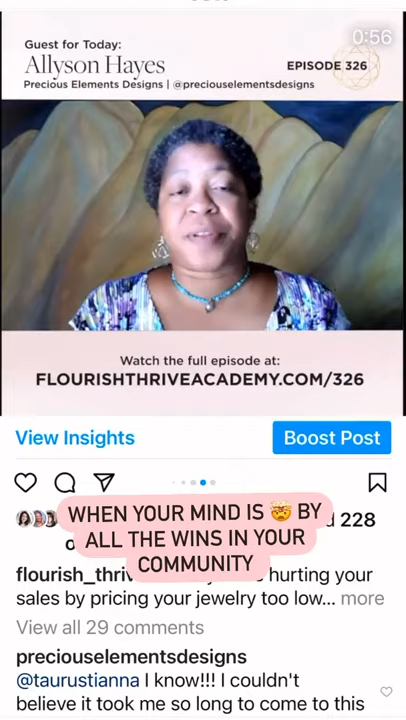 0:56
Guest for Today:
Allyson Hayes
EPISODE 326
Precious Elements Designs | @preciouselementsdesigns
Watch the full episode at:
FLOURISHTHRIVEACADEMY.COM/326
View Insights
Boost Post
WHEN YOUR MIND IS 🤯 BY
ALL THE WINS IN YOUR
COMMUNITY
228
flourish_thriv
hurting your
sales by pricing your jewelry too low... more
View all 29 comments
preciouselementsdesigns
@taurustianna I know!!! I couldn't
believe it took me so long to come to this